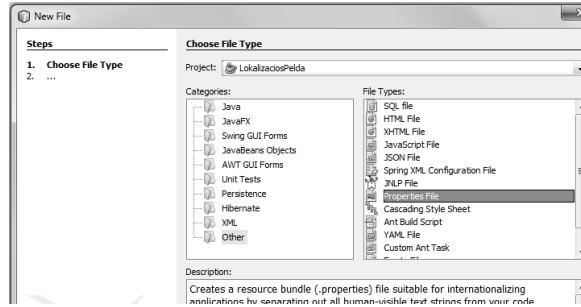 New File
Steps
1. Choose File Type
2. ...
Choose File Type
Project: LokalizaciosPelda
Categories:
Java
JavaFX
Swing GUI Forms
JavaBeans Objects
AWT GUI Forms
Unit Tests
Persistence
Hibernate
XML
Other
File Types:
SQL file
HTML File
XHTML File
JavaScript File
JSON File
Spring XML Configuration File
JNLP File
Properties File
Cascading Style Sheet
Ant Build Script
YAML File
Custom Ant Task
Description:
Creates a resource bundle (.properties) file suitable for internationalizing
applications by separating out all human-visible text strings from your code.